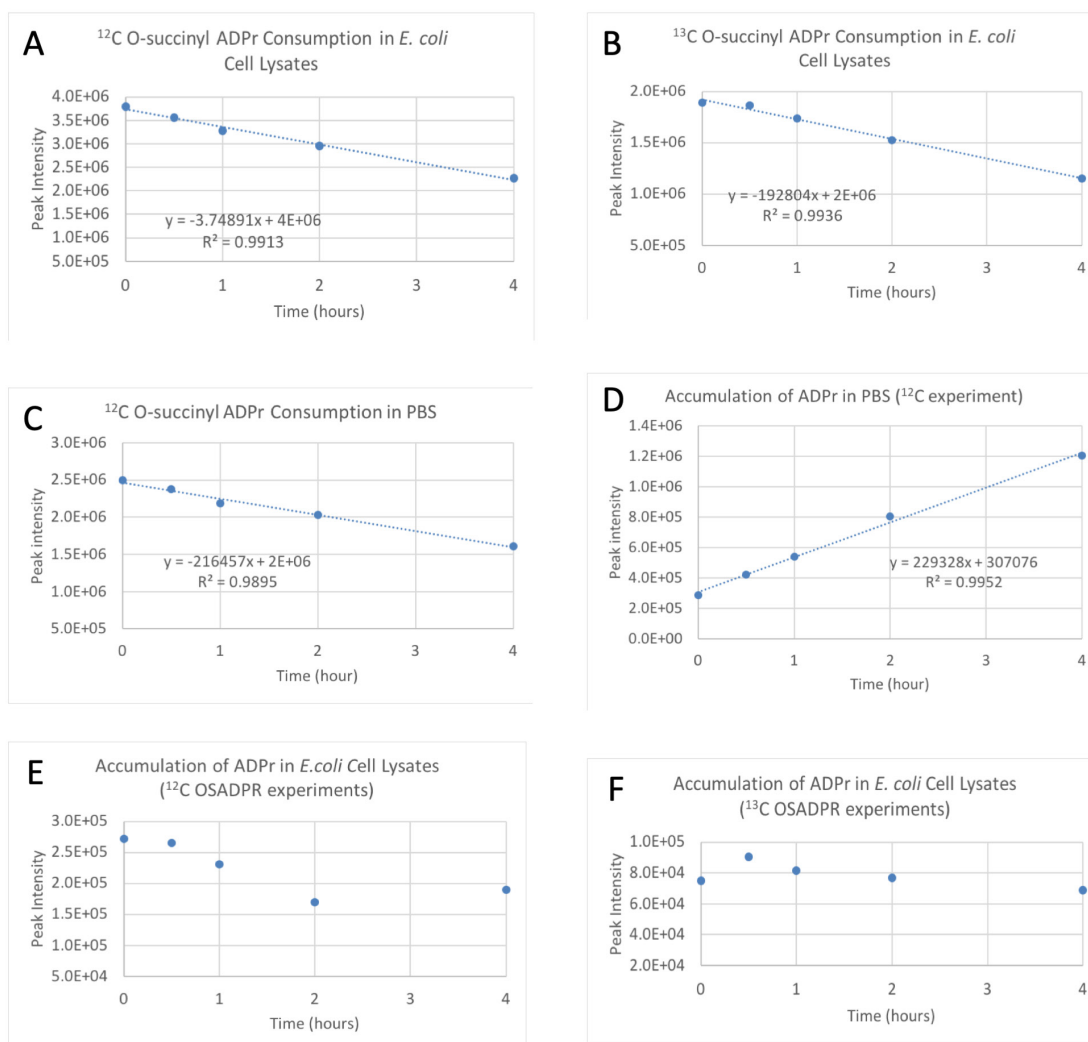 A
¹²C O-succinyl ADPr Consumption in E. coli
Cell Lysates
Peak Intensity
4.0E+06
3.5E+06
3.0E+06
2.5E+06
2.0E+06
1.5E+06
1.0E+06
5.0E+05
y = -3.74891x + 4E+06
R² = 0.9913
0 1 2 3 4
Time (hours)
B
¹³C O-succinyl ADPr Consumption in E. coli
Cell Lysates
Peak Intensity
2.0E+06
1.5E+06
1.0E+06
5.0E+05
y = -192804x + 2E+06
R² = 0.9936
0 1 2 3 4
Time (hours)
C
¹²C O-succinyl ADPr Consumption in PBS
Peak intensity
3.0E+06
2.5E+06
2.0E+06
1.5E+06
1.0E+06
5.0E+05
y = -216457x + 2E+06
R² = 0.9895
0 1 2 3 4
Time (hour)
D
Accumulation of ADPr in PBS (¹²C experiment)
Peak intensity
1.4E+06
1.2E+06
1.0E+06
8.0E+05
6.0E+05
4.0E+05
2.0E+05
0.0E+00
y = 229328x + 307076
R² = 0.9952
0 1 2 3 4
Time (hour)
E
Accumulation of ADPr in E.coli Cell Lysates
(¹²C OSADPR experiments)
Peak Intensity
3.0E+05
2.5E+05
2.0E+05
1.5E+05
1.0E+05
5.0E+04
0 1 2 3 4
Time (hours)
F
Accumulation of ADPr in E. coli Cell Lysates
(¹³C OSADPR experiments)
Peak Intensity
1.0E+05
8.0E+04
6.0E+04
4.0E+04
2.0E+04
0 1 2 3 4
Time (hours)